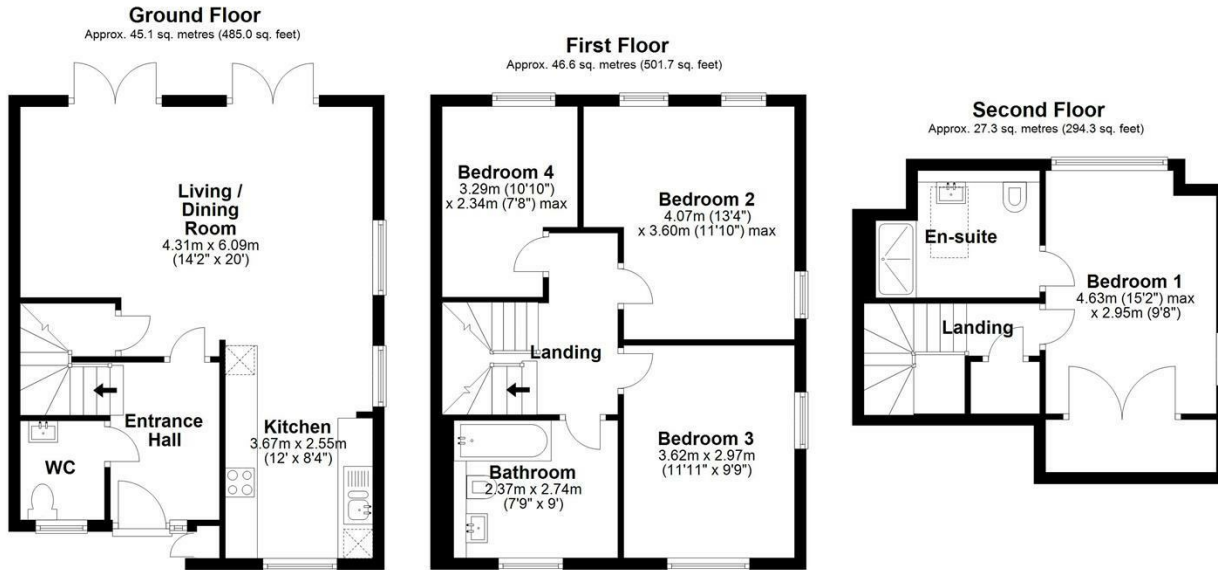 Ground Floor
Approx. 45.1 sq. metres (485.0 sq. feet)
Living /
Dining
Room
4.31m x 6.09m
(14'2" x 20')
Entrance
Hall
Kitchen
3.67m x 2.55m
(12' x 8'4")
WC
First Floor
Approx. 46.6 sq. metres (501.7 sq. feet)
Bedroom 4
3.29m (10'10")
x 2.34m (7'8") max
Bedroom 2
4.07m (13'4")
x 3.60m (11'10") max
Landing
Bedroom 3
3.62m x 2.97m
(11'11" x 9'9")
Bathroom
2.37m x 2.74m
(7'9" x 9')
Second Floor
Approx. 27.3 sq. metres (294.3 sq. feet)
En-suite
Bedroom 1
4.63m (15'2") max
x 2.95m (9'8")
Landing